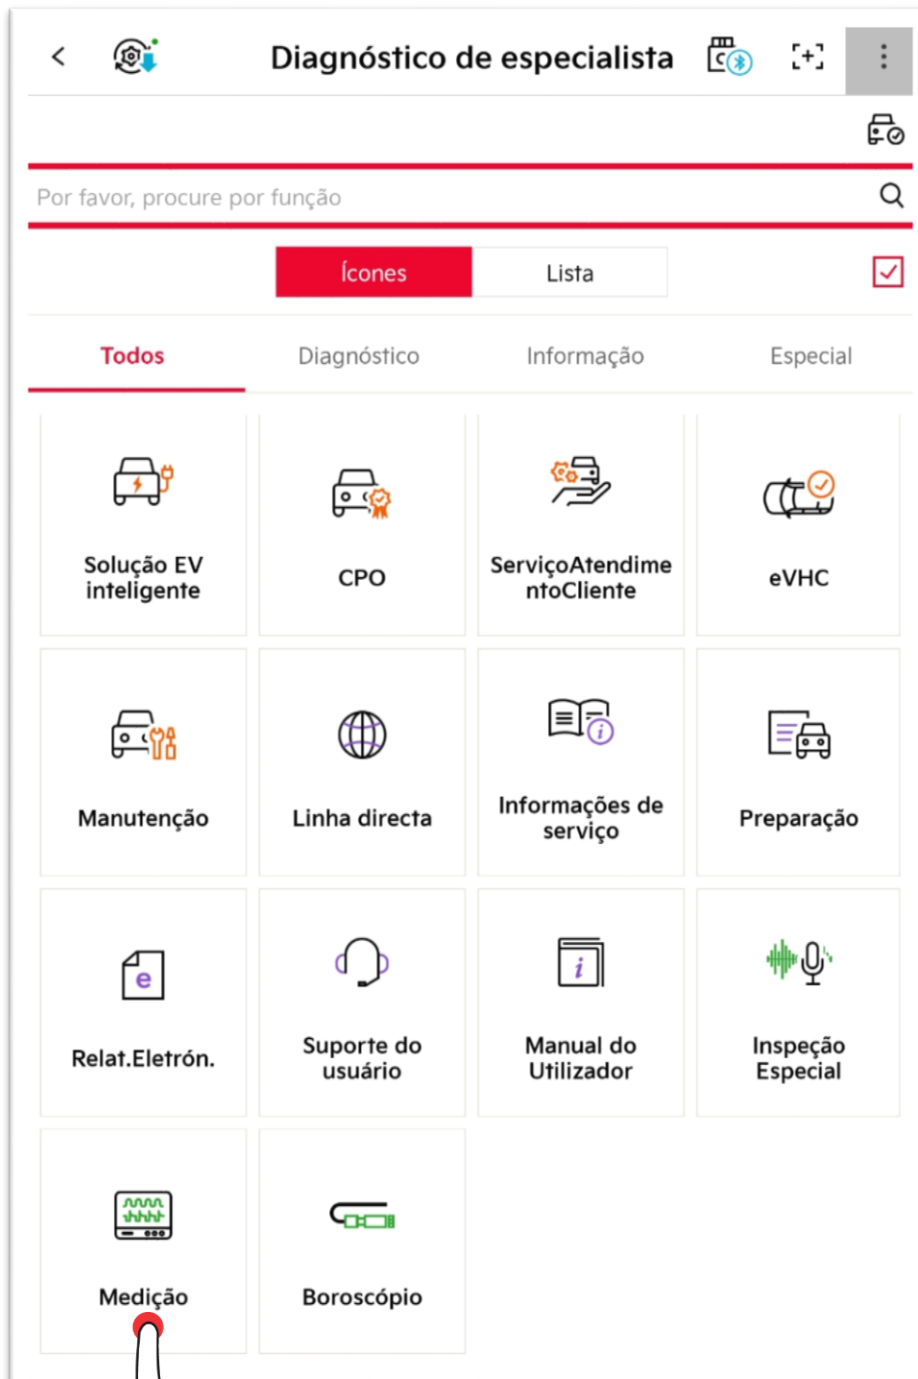 Diagnóstico de especialista
Por favor, procure por função
Ícones
Lista
Todos
Diagnóstico
Informação
Especial
Solução EV
inteligente
CPO
ServiçoAtendime
ntoCliente
eVHC
Manutenção
Linha directa
Informações de
serviço
Preparação
e
Relat.Eletrón.
Suporte do
usuário
i
Manual do
Utilizador
Inspeção
Especial
Medição
Boroscópio